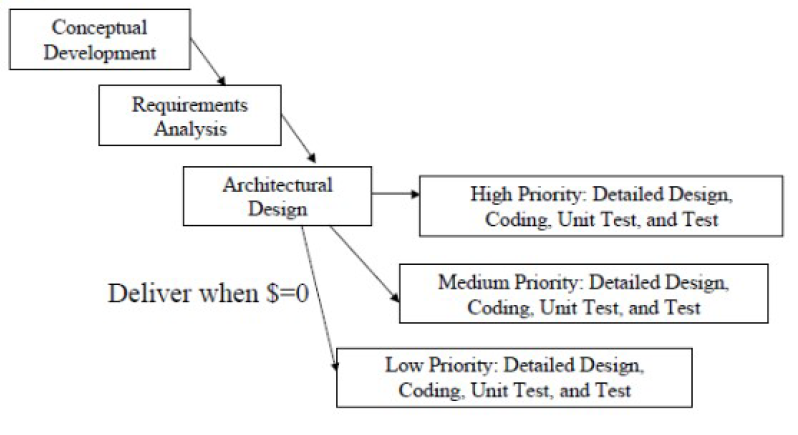 Conceptual
Development
Requirements
Analysis
Architectural
Design
High Priority: Detailed Design,
Coding, Unit Test, and Test
Medium Priority: Detailed Design,
Coding, Unit Test, and Test
Deliver when $=0
Low Priority: Detailed Design,
Coding, Unit Test, and Test